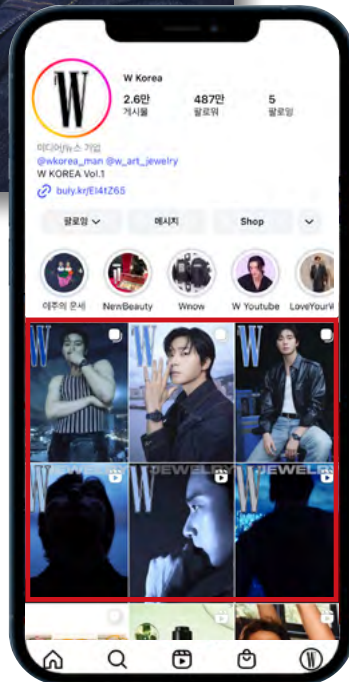 W
W Korea
2.6만 487만 5
게시물 팔로워 팔로잉
미디어/뉴스 기업
@wkorea_man @w_art_jewelry
W KOREA Vol.1
buly.kr/EI4tZ65
팔로잉 메시지 Shop
이주의 운세 NewBeauty Wnow W Youtube LoveYourW
W W W
W JEWELRY W JEWELRY
W